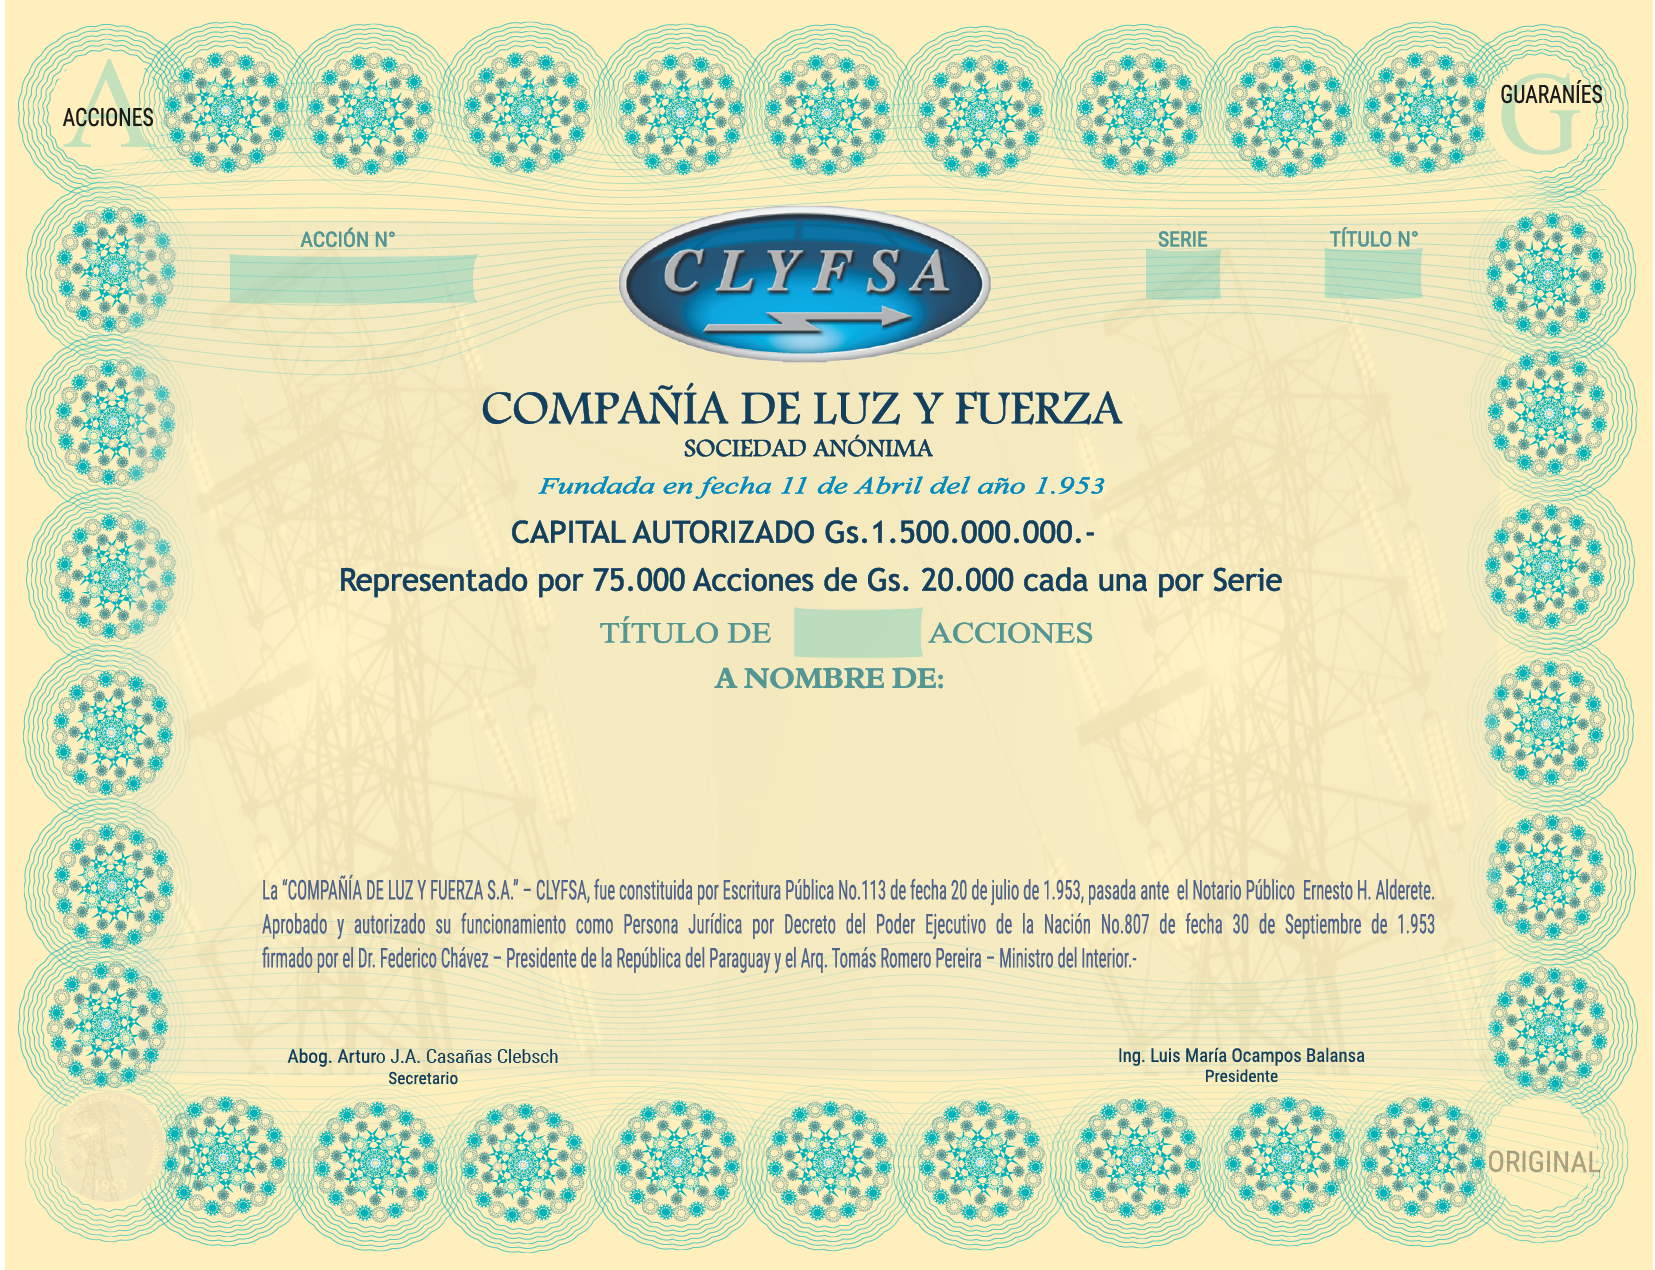 A
ACCIONES
G
GUARANÍES
ACCIÓN N°
SERIE
TÍTULO N°
CLYFSA
COMPAÑÍA DE LUZ Y FUERZA
SOCIEDAD ANÓNIMA
Fundada en fecha 11 de Abril del año 1.953
CAPITAL AUTORIZADO Gs.1.500.000.000.-
Representado por 75.000 Acciones de Gs. 20.000 cada una por Serie
TÍTULO DE ACCIONES
A NOMBRE DE:
La “COMPAÑÍA DE LUZ Y FUERZA S.A.” – CLYFSA, fue constituida por Escritura Pública No.113 de fecha 20 de julio de 1.953, pasada ante el Notario Público Ernesto H. Alderete.
Aprobado y autorizado su funcionamiento como Persona Jurídica por Decreto del Poder Ejecutivo de la Nación No.807 de fecha 30 de Septiembre de 1.953
firmado por el Dr. Federico Chávez – Presidente de la República del Paraguay y el Arq. Tomás Romero Pereira – Ministro del Interior.-
Abog. Arturo J.A. Casañas Clebsch
Secretario
Ing. Luis María Ocampos Balansa
Presidente
1953
ORIGINAL